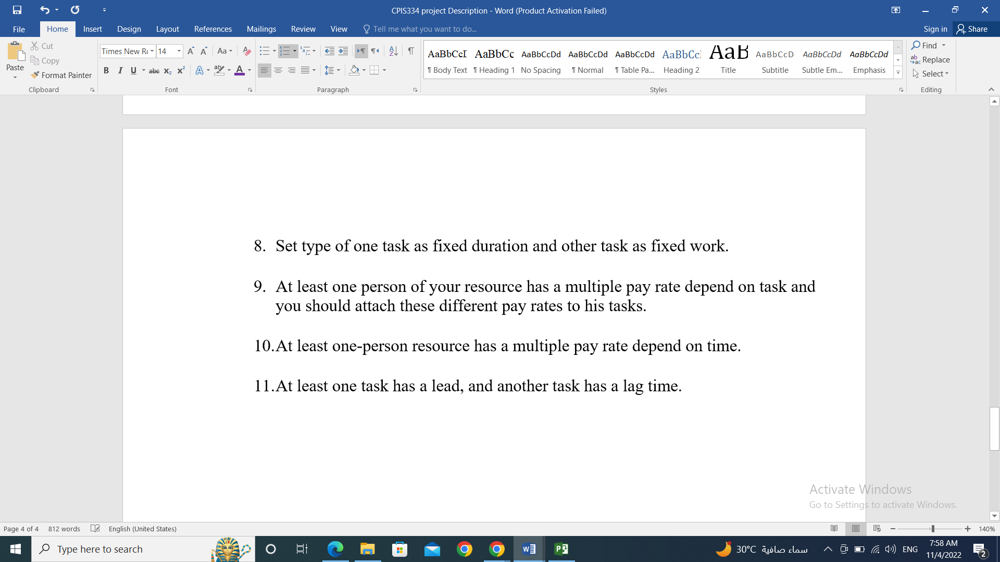 CPIS334 project Description - Word (Product Activation Failed)
File Home Insert Design Layout References Mailings Review View Tell me what you want to do... Sign in Share
Paste
Cut
Copy
Format Painter
Clipboard
Times New Ro 14
Font
Paragraph
AaBbCcI AaBbCc AaBbCcDd AaBbCcDd AaBbCcDd AaBbCcI AaB AaBbCcD AaBbCcDd AaBbCcDd
¶ Body Text ¶ Heading 1 No Spacing ¶ Normal ¶ Table Pa... Heading 2 Title Subtitle Subtle Em... Emphasis
Styles
Find
Replace
Select
Editing
8. Set type of one task as fixed duration and other task as fixed work.
9. At least one person of your resource has a multiple pay rate depend on task and
you should attach these different pay rates to his tasks.
10. At least one-person resource has a multiple pay rate depend on time.
11. At least one task has a lead, and another task has a lag time.
Activate Windows
Go to Settings to activate Windows.
Page 4 of 4 812 words English (United States) 140%
Type here to search
30°C سماء صافية ENG
7:58 AM
11/4/2022
2